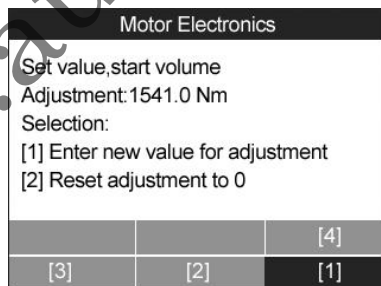 Motor Electronics
Set value,start volume
Adjustment:1541.0 Nm
Selection:
[1] Enter new value for adjustment
[2] Reset adjustment to 0
[4]
[3] [2] [1]